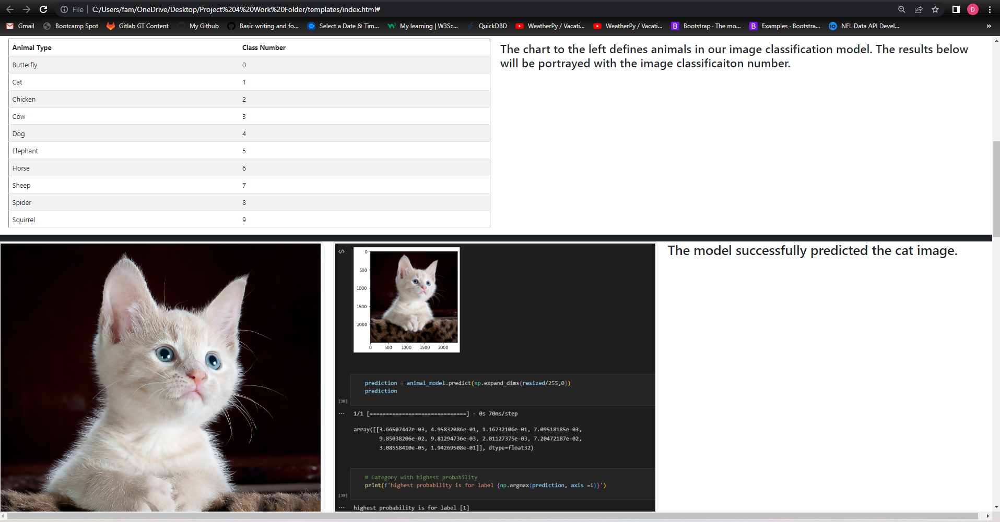 File C:/Users/fam/OneDrive/Desktop/Project%204%20Work%20Folder/templates/index.html# D
Gmail Bootcamp Spot Gitlab GT Content My Github Basic writing and fo... Select a Date & Tim... My learning | W3Sc... QuickDBD WeatherPy / Vacati... WeatherPy / Vacati... B Bootstrap · The mo... B Examples · Bootstra... NFL Data API Devel... »
Animal Type Class Number
Butterfly 0
Cat 1
Chicken 2
Cow 3
Dog 4
Elephant 5
Horse 6
Sheep 7
Spider 8
Squirrel 9
The chart to the left defines animals in our image classification model. The results below
will be portrayed with the image classificaiton number.
</>
0
500
1000
1500
2000
0 500 1000 1500 2000
prediction = animal_model.predict(np.expand_dims(resized/255,0))
prediction
[38]
... 1/1 [==============================] - 0s 70ms/step
array([[3.66507447e-03, 4.95832086e-01, 1.16732106e-01, 7.09518185e-03,
9.85038206e-02, 9.81294736e-03, 2.01127375e-03, 7.20472187e-02,
3.08558410e-05, 1.94269508e-01]], dtype=float32)
# Category with highest probability
print(f'highest probability is for label {np.argmax(prediction, axis =1)}')
[39]
... highest probability is for label [1]
The model successfully predicted the cat image.